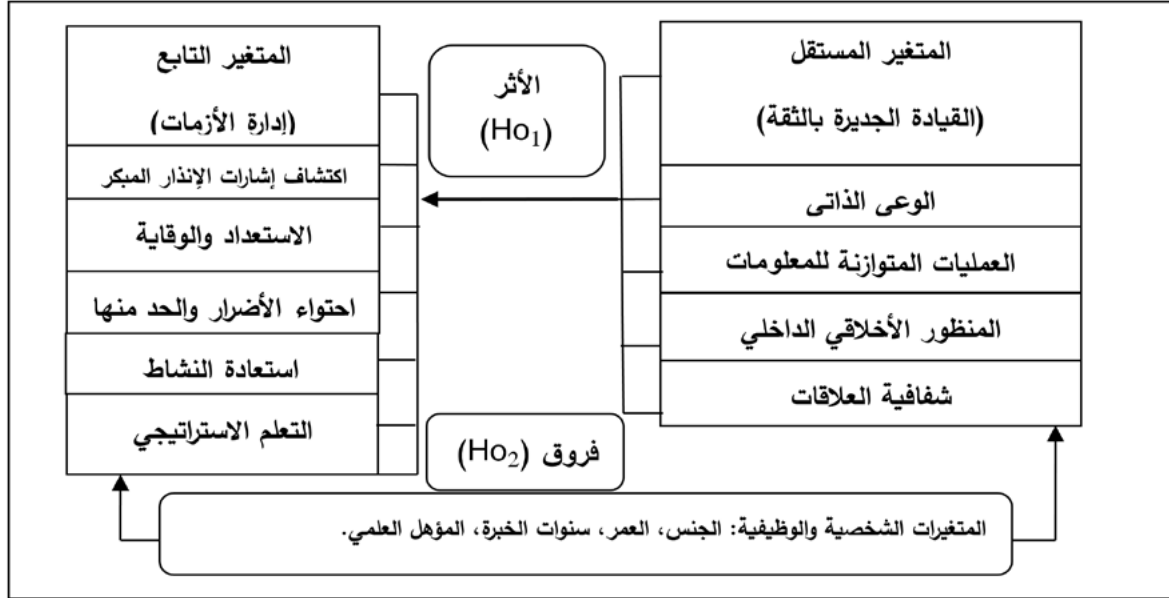 المتغير المستقل
(القيادة الجديرة بالثقة)
الوعى الذاتى
العمليات المتوازنة للمعلومات
المنظور الأخلاقي الداخلي
شفافية العلاقات
الأثر
(Ho₁)
فروق (Ho₂)
المتغير التابع
(إدارة الأزمات)
اكتشاف إشارات الإنذار المبكر
الاستعداد والوقاية
احتواء الأضرار والحد منها
استعادة النشاط
التعلم الاستراتيجي
المتغيرات الشخصية والوظيفية: الجنس، العمر، سنوات الخبرة، المؤهل العلمي.